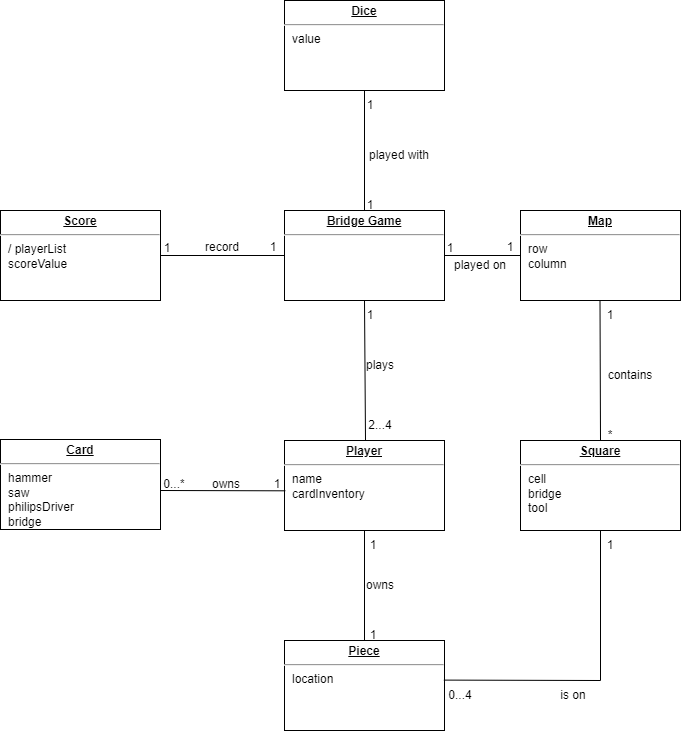 Dice
value
1
played with
1
Score
/ playerList
scoreValue
1
record
1
Bridge Game
1
played on
1
Map
row
column
1
plays
2...4
1
contains
*
Card
hammer
saw
philipsDriver
bridge
0...*
owns
1
Player
name
cardInventory
Square
cell
bridge
tool
1
owns
1
1
Piece
location
0...4
is on